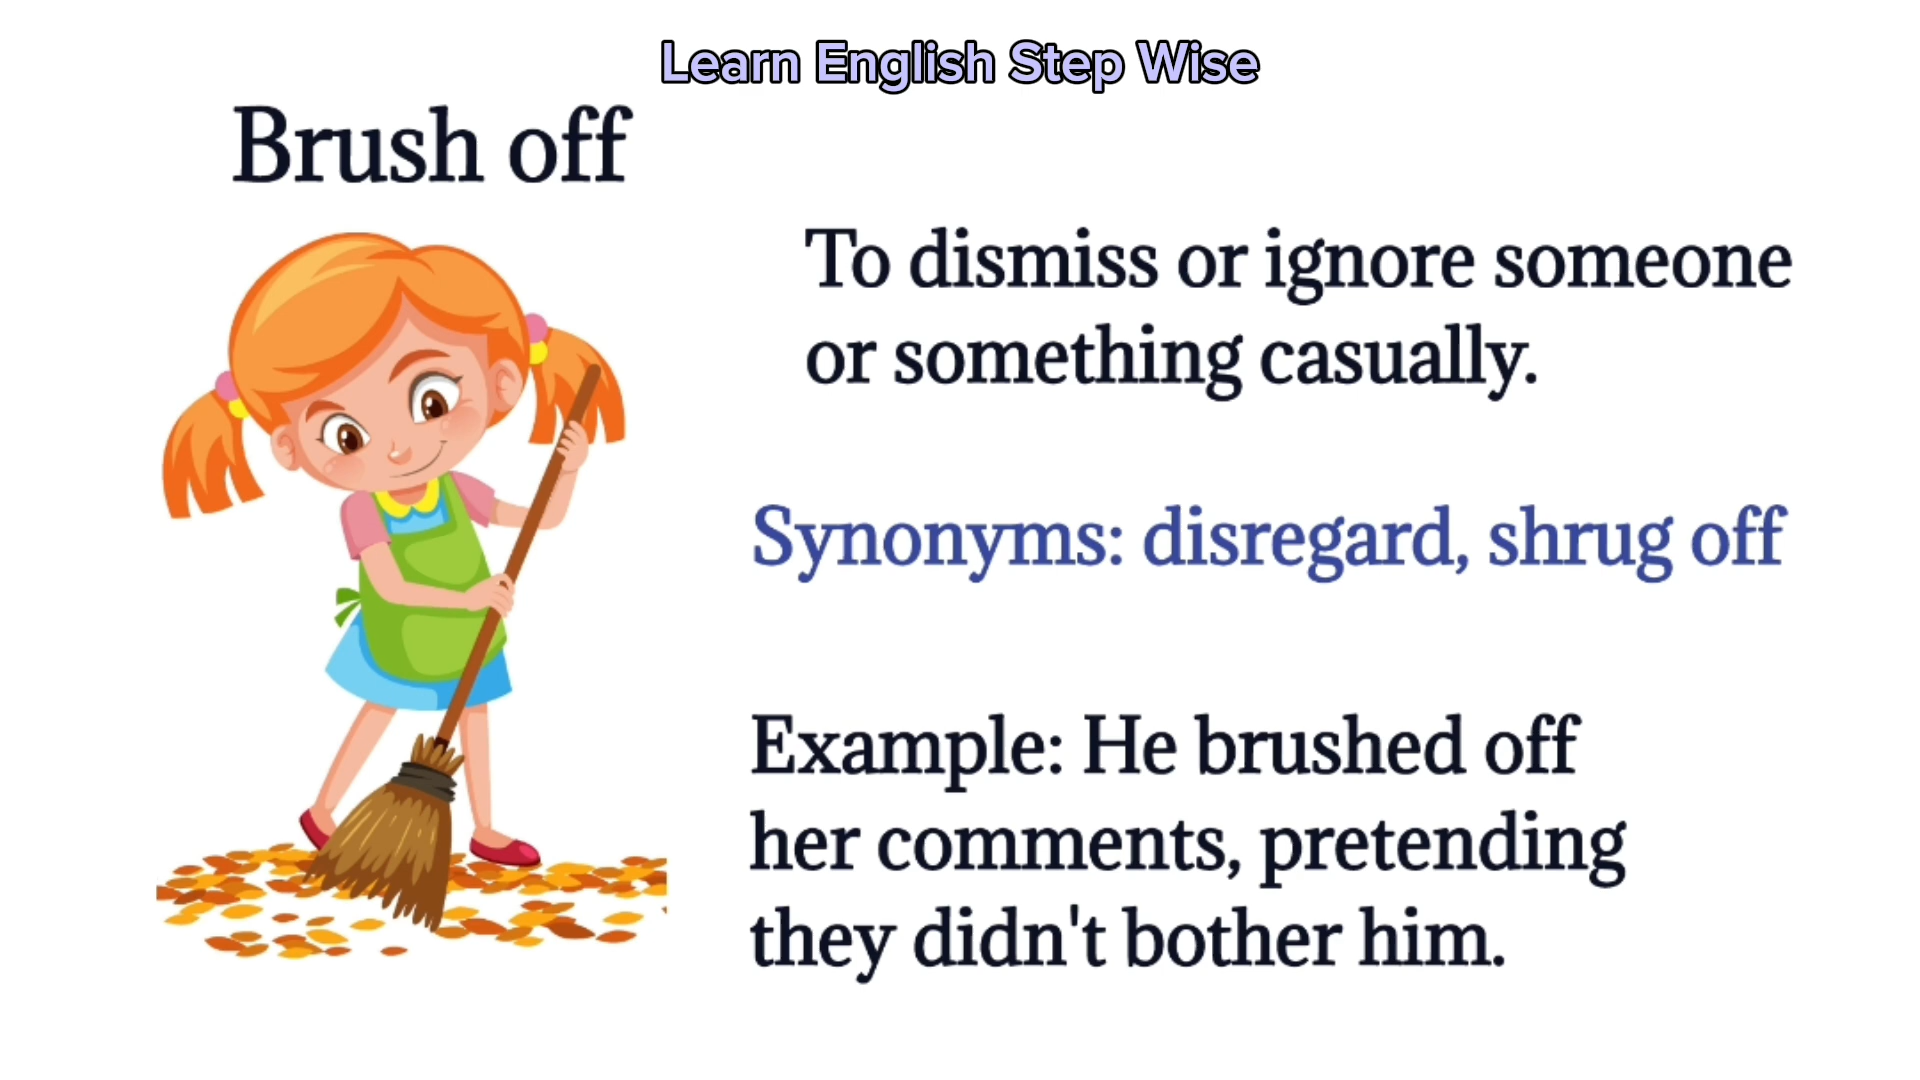 Learn English Step Wise
Brush off
To dismiss or ignore someone
or something casually.
Synonyms: disregard, shrug off
Example: He brushed off
her comments, pretending
they didn't bother him.